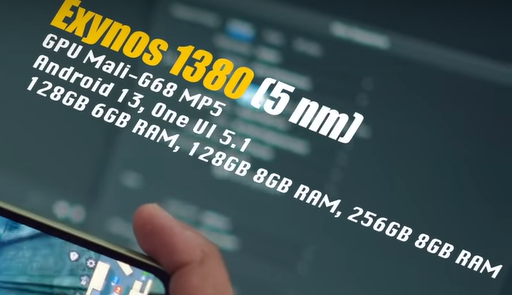 Exynos 1380 (5 nm)
GPU Mali-G68 MP5
Android 13, One UI 5.1
128GB 6GB RAM, 128GB 8GB RAM, 256GB 8GB RAM